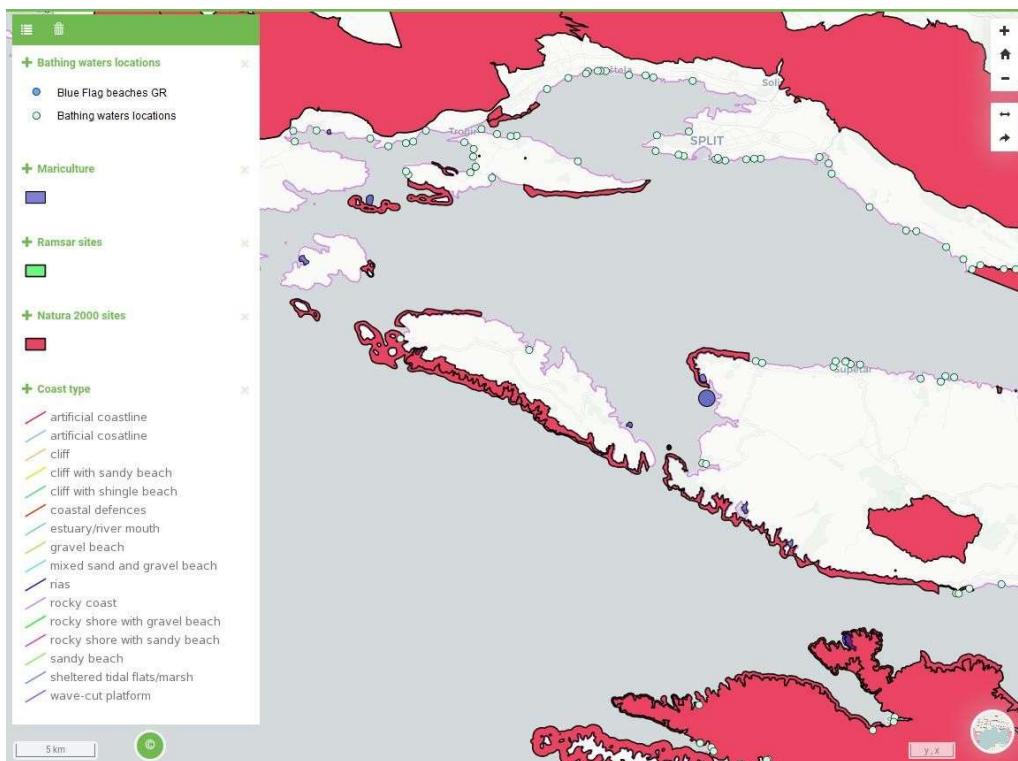 Bathing waters locations
Blue Flag beaches GR
Bathing waters locations
Mariculture
Ramsar sites
Natura 2000 sites
Coast type
artificial coastline
artificial cosatline
cliff
cliff with sandy beach
cliff with shingle beach
coastal defences
estuary/river mouth
gravel beach
mixed sand and gravel beach
rias
rocky coast
rocky shore with gravel beach
rocky shore with sandy beach
sandy beach
sheltered tidal flats/marsh
wave-cut platform
5 km
©
SPLIT
y , x